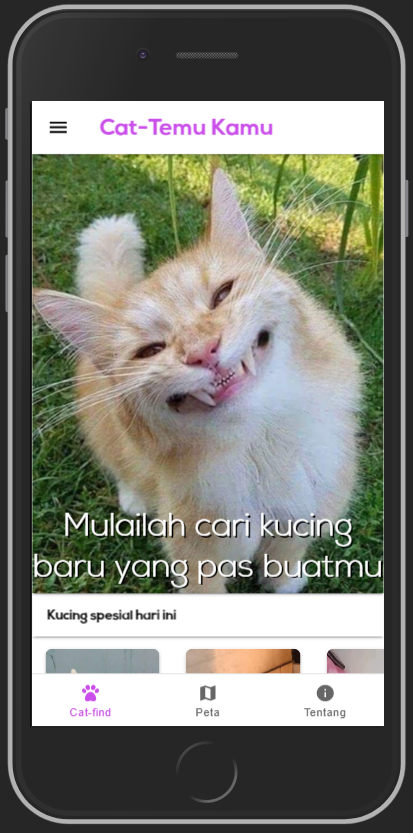 Cat-Temu Kamu
Mulailah cari kucing
baru yang pas buatmu
Kucing spesial hari ini
Cat-find
Peta
Tentang